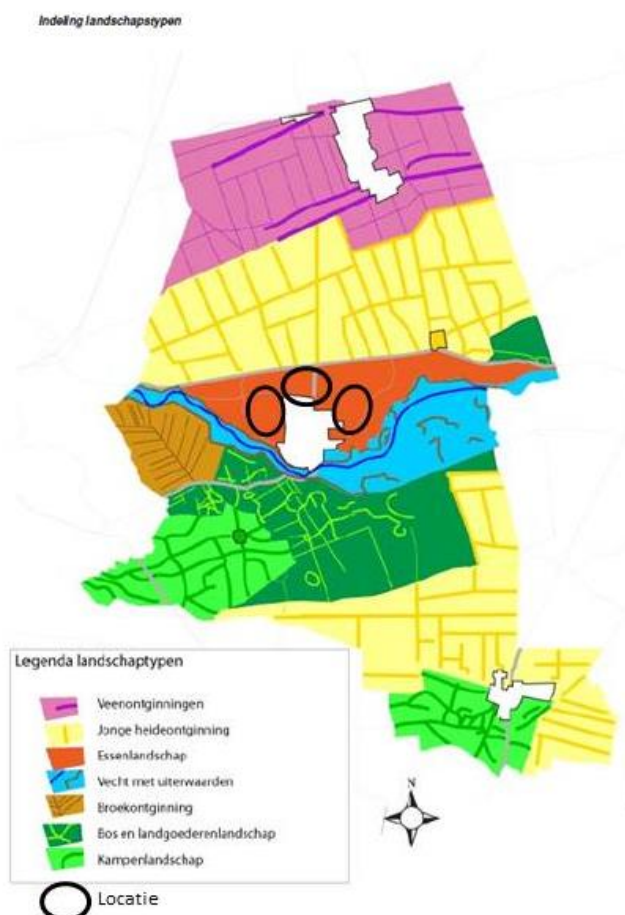 Indeling landschapstypen
N
Legenda landschaptypen
Veenontginningen
Jonge heideontginning
Essenlandschap
Vecht met uiterwaarden
Broekontginning
Bos en landgoederenlandschap
Kampenlandschap
Locatie